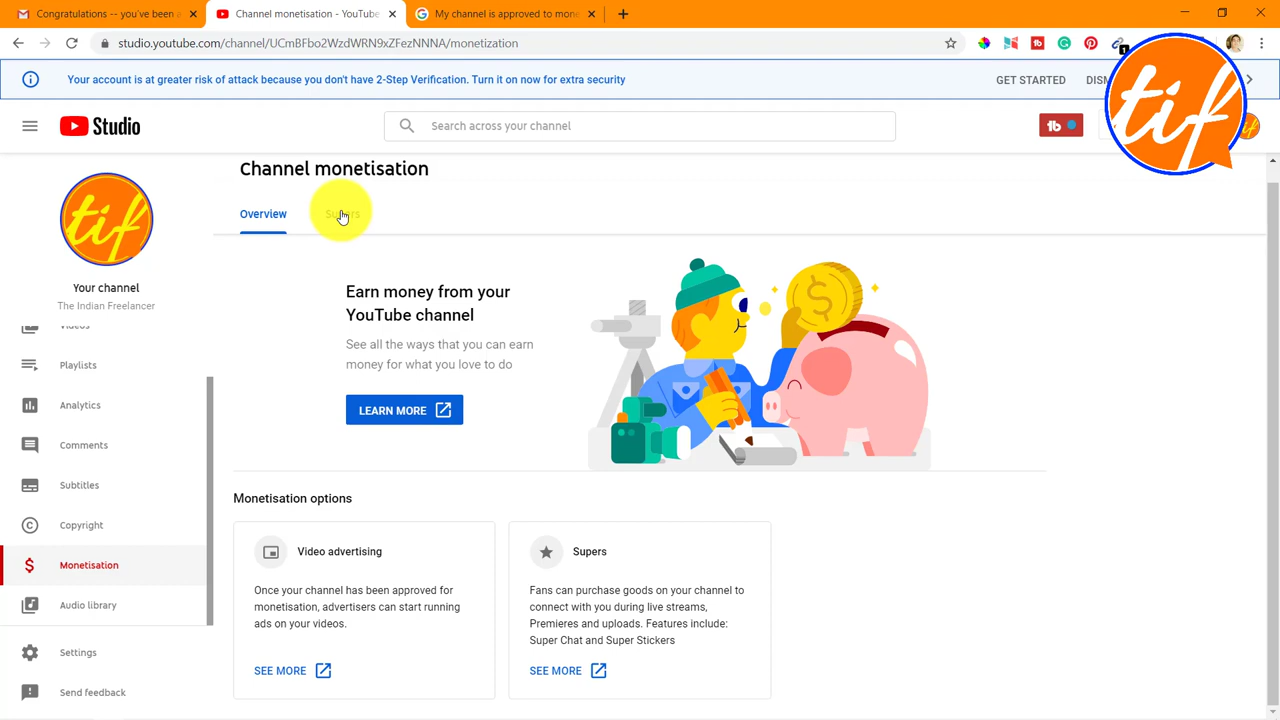 Congratulations -- you've been
Channel monetisation - YouTube
My channel is approved to mone
studio.youtube.com/channel/UCmBFbo2WzdWRN9xZFezNNNA/monetization
Your account is at greater risk of attack because you don't have 2-Step Verification. Turn it on now for extra security
GET STARTED
DISM
Studio
Search across your channel
tb
tif
Channel monetisation
tif
Overview
Supers
Your channel
The Indian Freelancer
Videos
Playlists
Analytics
Comments
Subtitles
Copyright
Monetisation
Audio library
Settings
Send feedback
Earn money from your
YouTube channel
See all the ways that you can earn
money for what you love to do
LEARN MORE
Monetisation options
Video advertising
Once your channel has been approved for
monetisation, advertisers can start running
ads on your videos.
SEE MORE
Supers
Fans can purchase goods on your channel to
connect with you during live streams,
Premieres and uploads. Features include:
Super Chat and Super Stickers
SEE MORE